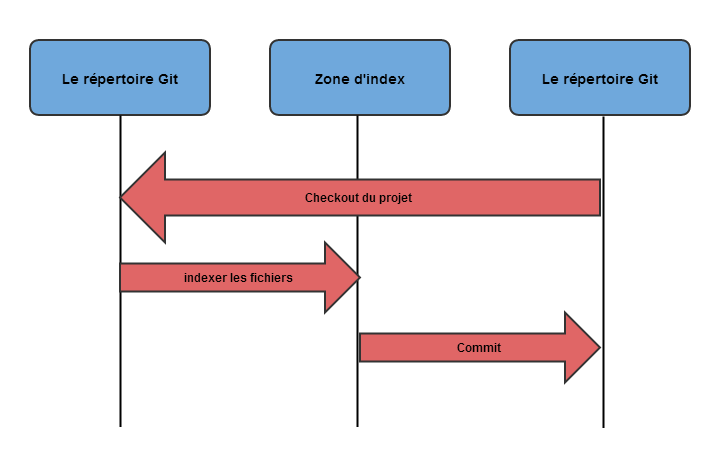 Le répertoire Git
Zone d'index
Le répertoire Git
Checkout du projet
indexer les fichiers
Commit